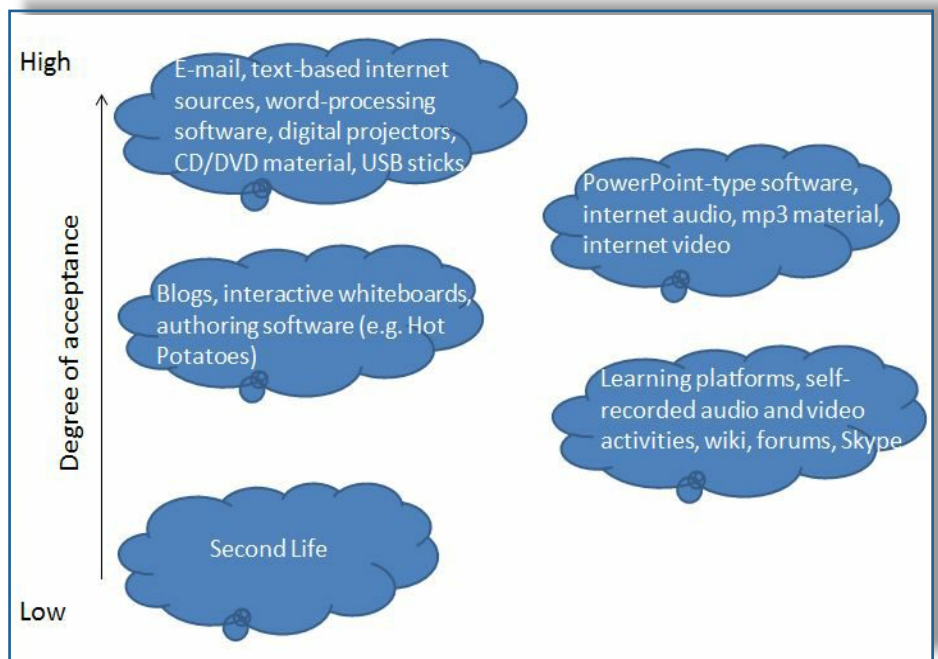 High
E-mail, text-based internet
sources, word-processing
software, digital projectors,
CD/DVD material, USB sticks
PowerPoint-type software,
internet audio, mp3 material,
internet video
Degree of acceptance
Blogs, interactive whiteboards,
authoring software (e.g. Hot
Potatoes)
Learning platforms, self-
recorded audio and video
activities, wiki, forums, Skype
Second Life
Low